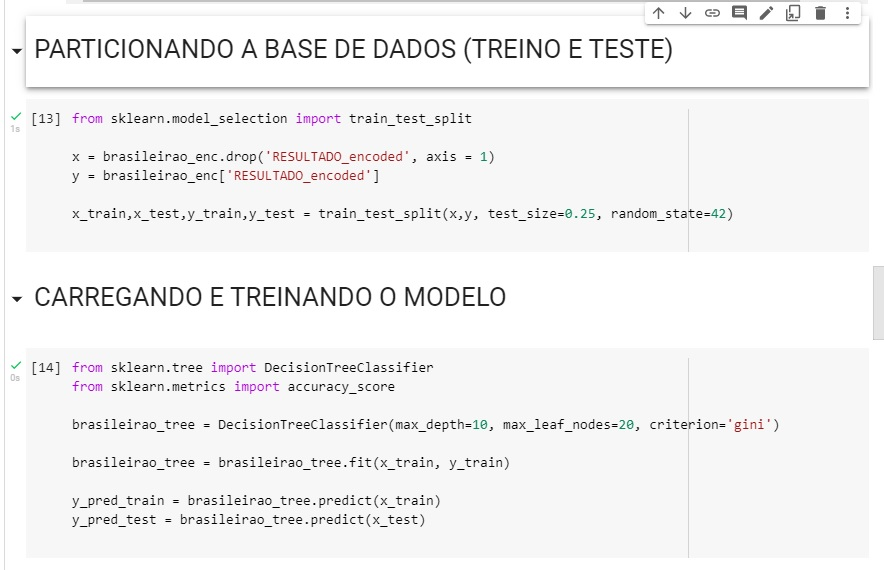 PARTICIONANDO A BASE DE DADOS (TREINO E TESTE)
1s
[13] from sklearn.model_selection import train_test_split
x = brasileirao_enc.drop('RESULTADO_encoded', axis = 1)
y = brasileirao_enc['RESULTADO_encoded']
x_train,x_test,y_train,y_test = train_test_split(x,y, test_size=0.25, random_state=42)
CARREGANDO E TREINANDO O MODELO
0s
[14] from sklearn.tree import DecisionTreeClassifier
from sklearn.metrics import accuracy_score
brasileirao_tree = DecisionTreeClassifier(max_depth=10, max_leaf_nodes=20, criterion='gini')
brasileirao_tree = brasileirao_tree.fit(x_train, y_train)
y_pred_train = brasileirao_tree.predict(x_train)
y_pred_test = brasileirao_tree.predict(x_test)